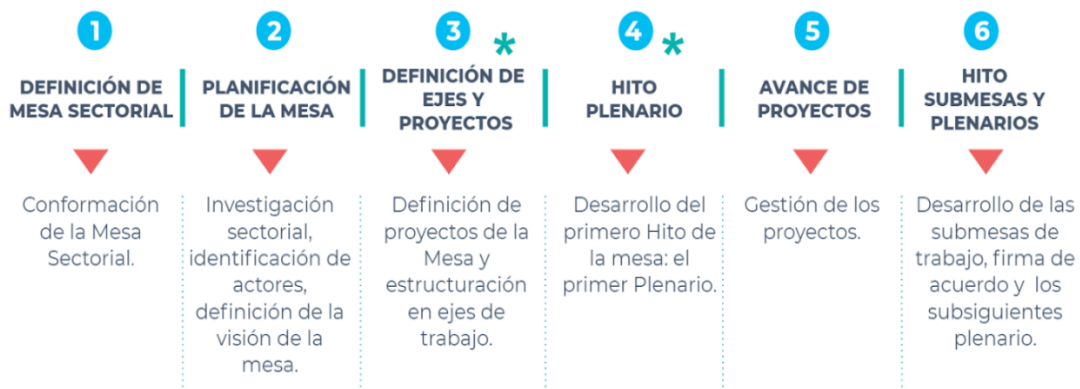 1
DEFINICIÓN DE
MESA SECTORIAL
Conformación
de la Mesa
Sectorial.
2
PLANIFICACIÓN
DE LA MESA
Investigación
sectorial,
identificación de
actores,
definición de la
visión de la
mesa.
3
*
DEFINICIÓN DE
EJES Y
PROYECTOS
Definición de
proyectos de la
Mesa y
estructuración
en ejes de
trabajo.
4
*
HITO
PLENARIO
Desarrollo del
primero Hito de
la mesa: el
primer Plenario.
5
AVANCE DE
PROYECTOS
Gestión de los
proyectos.
6
HITO
SUBMESAS Y
PLENARIOS
Desarrollo de las
submesas de
trabajo, firma de
acuerdo y los
subsiguientes
plenario.